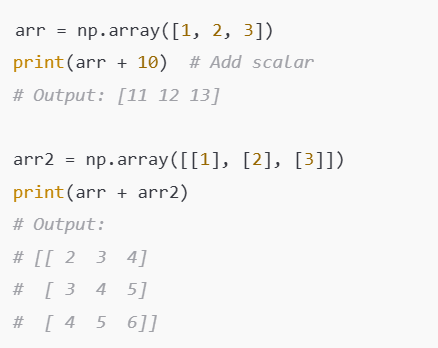 arr = np.array([1, 2, 3])
print(arr + 10)  # Add scalar
# Output: [11 12 13]

arr2 = np.array([[1], [2], [3]])
print(arr + arr2)
# Output:
# [[ 2  3  4]
#  [ 3  4  5]
#  [ 4  5  6]]